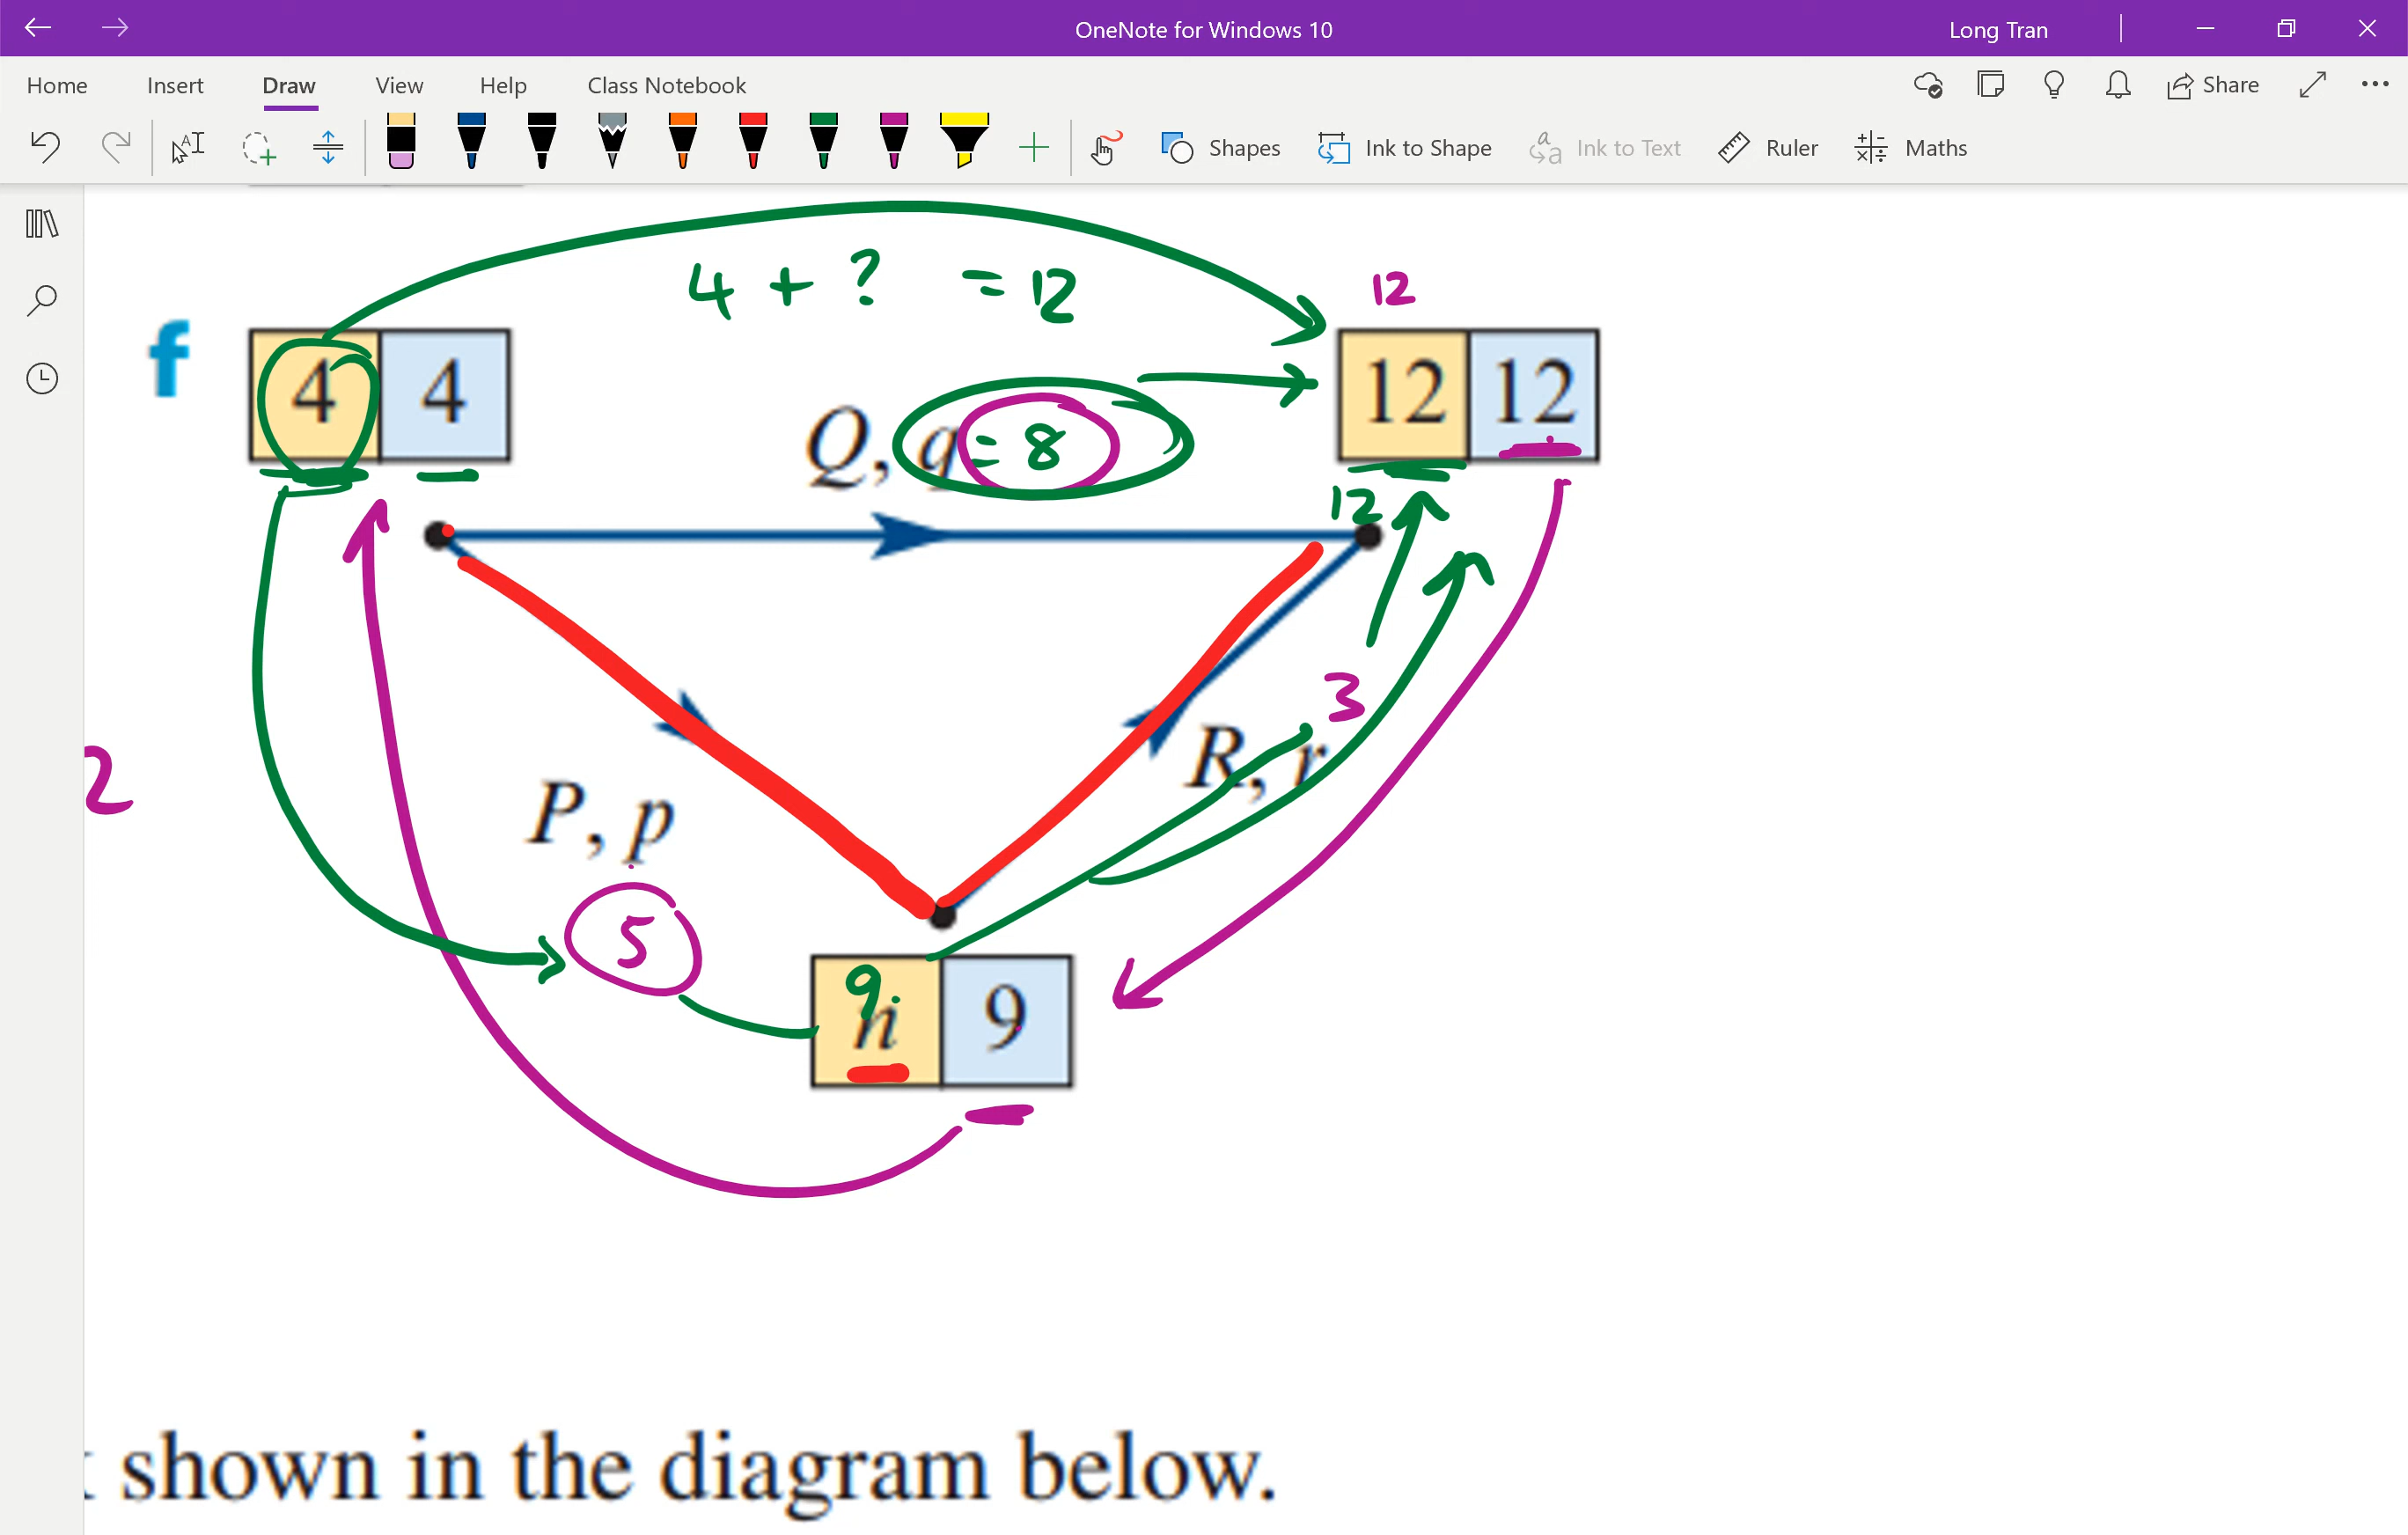 OneNote for Windows 10
Long Tran
Home Insert Draw View Help Class Notebook Share
Shapes Ink to Shape Ink to Text Ruler Maths
4 + ? = 12
12
f
4 4
12 12
Q, q = 8
12
3
R, r
2
P, p
5
9
n 9
shown in the diagram below.